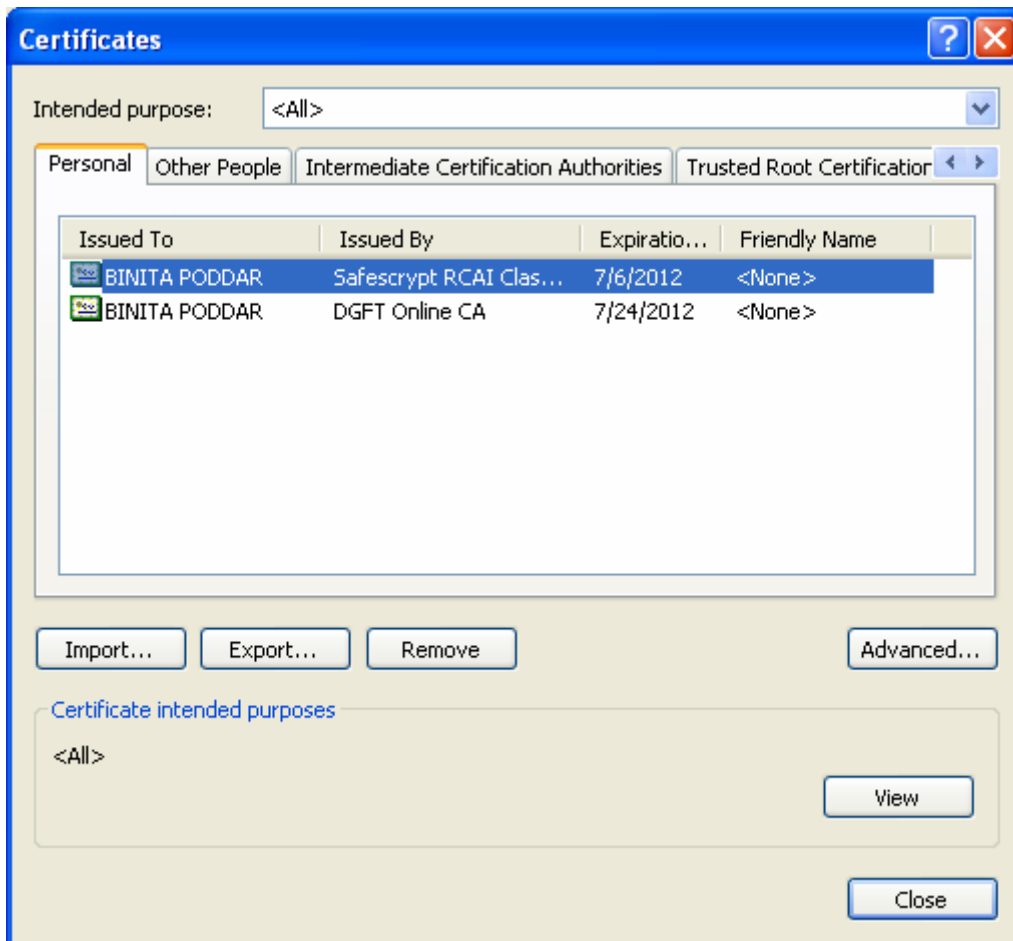 Certificates
Intended purpose: <All>
Personal Other People Intermediate Certification Authorities Trusted Root Certification
Issued To Issued By Expiratio... Friendly Name
BINITA PODDAR Safescrypt RCAI Clas... 7/6/2012 <None>
BINITA PODDAR DGFT Online CA 7/24/2012 <None>
Import... Export... Remove Advanced...
Certificate intended purposes
<All>
View
Close